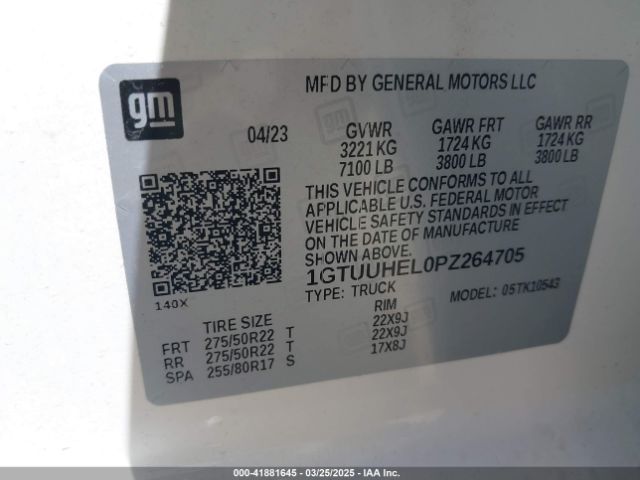 gm
MFD BY GENERAL MOTORS LLC
04/23 GVWR GAWR FRT GAWR RR
3221 KG 1724 KG 1724 KG
7100 LB 3800 LB 3800 LB
THIS VEHICLE CONFORMS TO ALL
APPLICABLE U.S. FEDERAL MOTOR
VEHICLE SAFETY STANDARDS IN EFFECT
ON THE DATE OF MANUFACTURE
SHOWN ABOVE.
1GTUUHEL0PZ264705
TYPE: TRUCK MODEL: 05TK10543
140X
TIRE SIZE RIM
FRT 275/50R22 T 22X9J
RR 275/50R22 T 22X9J
SPA 255/80R17 S 17X8J
000-41881645 - 03/25/2025 - IAA Inc.